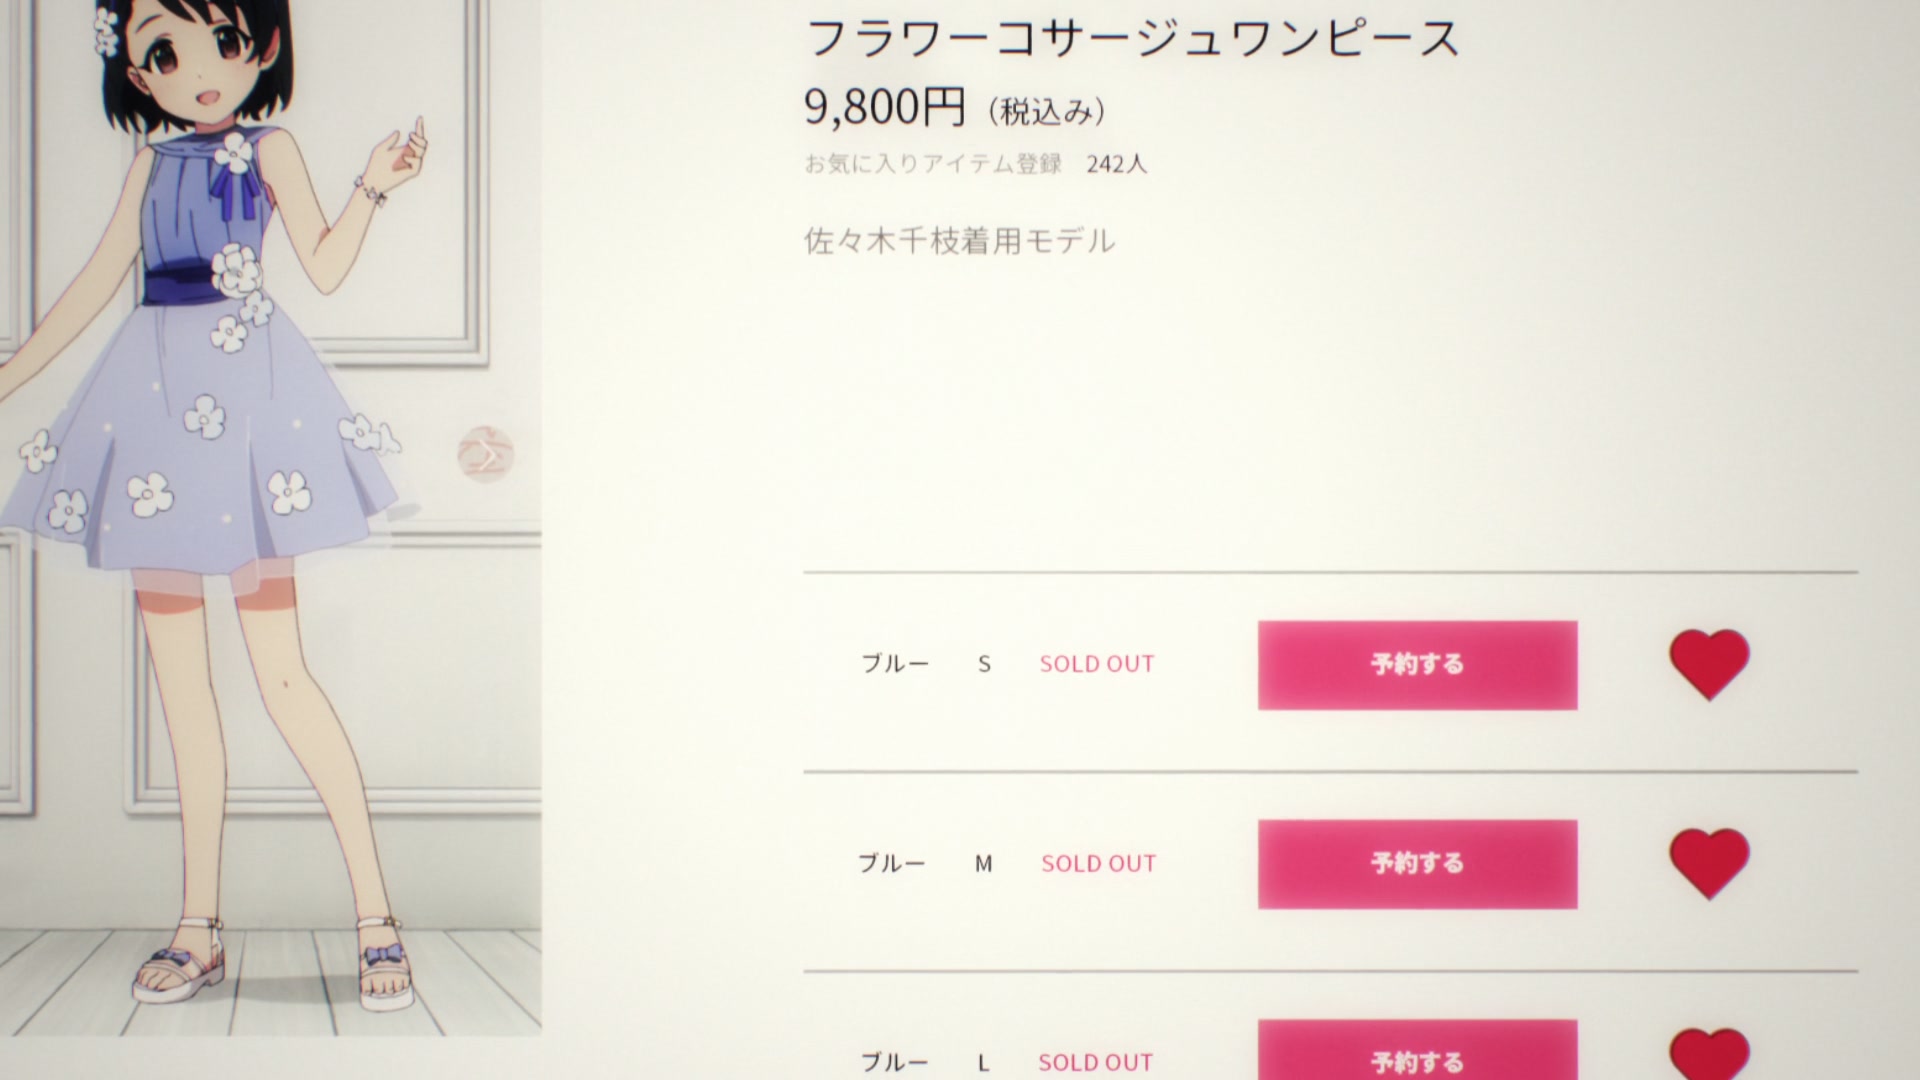 フラワーコサージュワンピース
9,800円（税込み）
お気に入りアイテム登録 242人
佐々木千枝着用モデル
ブルー S SOLD OUT 予約する
ブルー M SOLD OUT 予約する
ブルー L SOLD OUT 予約する